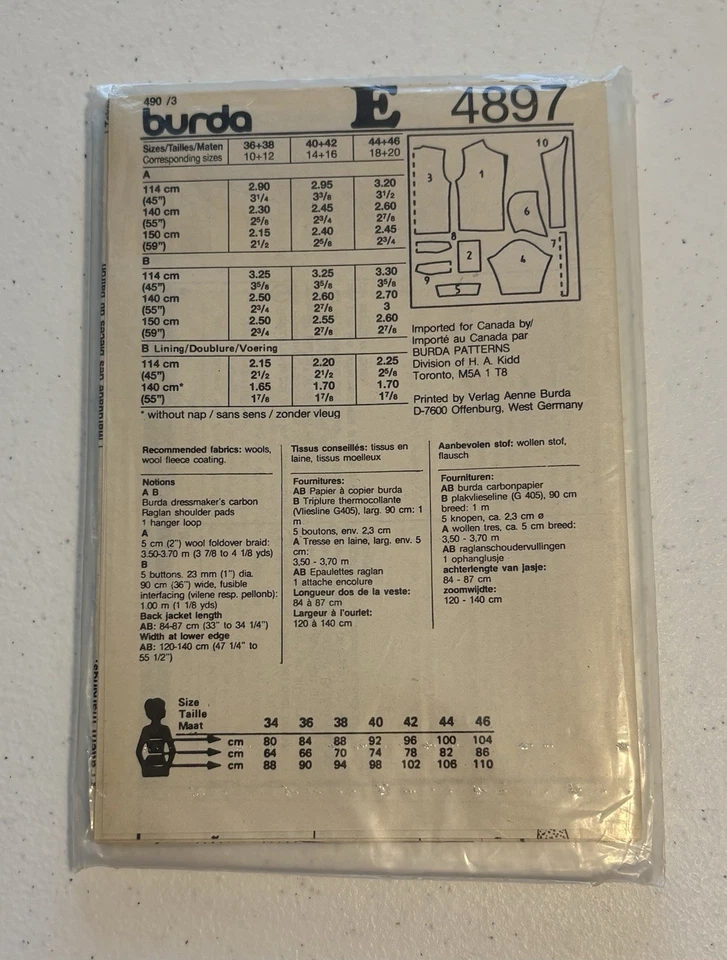 490 /3
burda E 4897
Sizes/Tailles/Maten 36+38 40+42 44+46
Corresponding sizes 10+12 14+16 18+20
A
114 cm 2.90 2.95 3.20
(45") 3¹/₄ 3³/₈ 3¹/₂
140 cm 2.30 2.45 2.60
(55") 2⁵/₈ 2³/₄ 2⁷/₈
150 cm 2.15 2.40 2.45
(59") 2¹/₂ 2⁵/₈ 2³/₄
B
114 cm 3.25 3.25 3.30
(45") 3⁵/₈ 3⁵/₈ 3⁵/₈
140 cm 2.50 2.60 2.70
(55") 2³/₄ 2⁷/₈ 3
150 cm 2.50 2.55 2.60
(59") 2³/₄ 2⁷/₈ 2⁷/₈
B Lining/Doublure/Voering
114 cm 2.15 2.20 2.25
(45") 2¹/₂ 2¹/₂ 2⁵/₈
140 cm* 1.65 1.70 1.70
(55") 1⁷/₈ 1⁷/₈ 1⁷/₈
* without nap / sans sens / zonder vleug
10
3 1
6
8 7
2 4
9
5
Imported for Canada by/
Importé au Canada par
BURDA PATTERNS
Division of H. A. Kidd
Toronto, M5A 1 T8
Printed by Verlag Aenne Burda
D-7600 Offenburg, West Germany
Recommended fabrics: wools,
wool fleece coating.
Notions
A B
Burda dressmaker's carbon
Raglan shoulder pads
1 hanger loop
A
5 cm (2") wool foldover braid:
3.50-3.70 m (3 7/8 to 4 1/8 yds)
B
5 buttons. 23 mm (1") dia.
90 cm (36") wide, fusible
interfacing (vilene resp. pellonb):
1.00 m (1 1/8 yds)
Back jacket length
AB: 84-87 cm (33" to 34 1/4")
Width at lower edge
AB: 120-140 cm (47 1/4" to
55 1/2")
Tissus conseillés: tissus en
laine, tissus moelleux
Fournitures:
AB Papier à copier burda
B Triplure thermocollante
(Vliesline G405), larg. 90 cm: 1
m
5 boutons, env. 2,3 cm
A Tresse en laine, larg. env. 5
cm:
3,50 - 3,70 m
AB Epaulettes raglan
1 attache encolure
Longueur dos de la veste:
84 à 87 cm
Largeur à l'ourlet:
120 à 140 cm
Aanbevolen stof: wollen stof,
flausch
Fournituren:
AB burda carbonpapier
B plakvlieseline (G 405), 90 cm
breed: 1 m
5 knopen, ca. 2,3 cm ø
A wollen tres, ca. 5 cm breed:
3,50 - 3,70 m
AB raglanschoudervullingen
1 ophanglusje
achterlengte van jasje:
84 - 87 cm
zoomwijdte:
120 - 140 cm
Size
Taille
Maat 34 36 38 40 42 44 46
cm 80 84 88 92 96 100 104
cm 64 66 70 74 78 82 86
cm 88 90 94 98 102 106 110